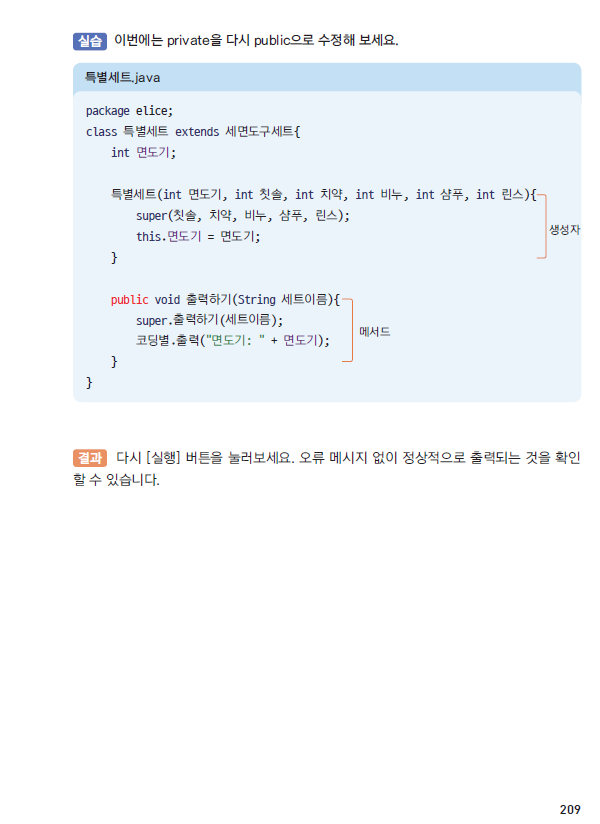 실습 이번에는 private을 다시 public으로 수정해 보세요.
특별세트.java
package elice;
class 특별세트 extends 세면도구세트{
int 면도기;
특별세트(int 면도기, int 칫솔, int 치약, int 비누, int 샴푸, int 린스){
super(칫솔, 치약, 비누, 샴푸, 린스);
생성자
this.면도기 = 면도기;
}
public void 출력하기(String 세트이름){
super.출력하기(세트이름);
메서드
코딩별.출력("면도기: " + 면도기);
}
}
결과 다시 [실행] 버튼을 눌러보세요. 오류 메시지 없이 정상적으로 출력되는 것을 확인
할 수 있습니다.
209